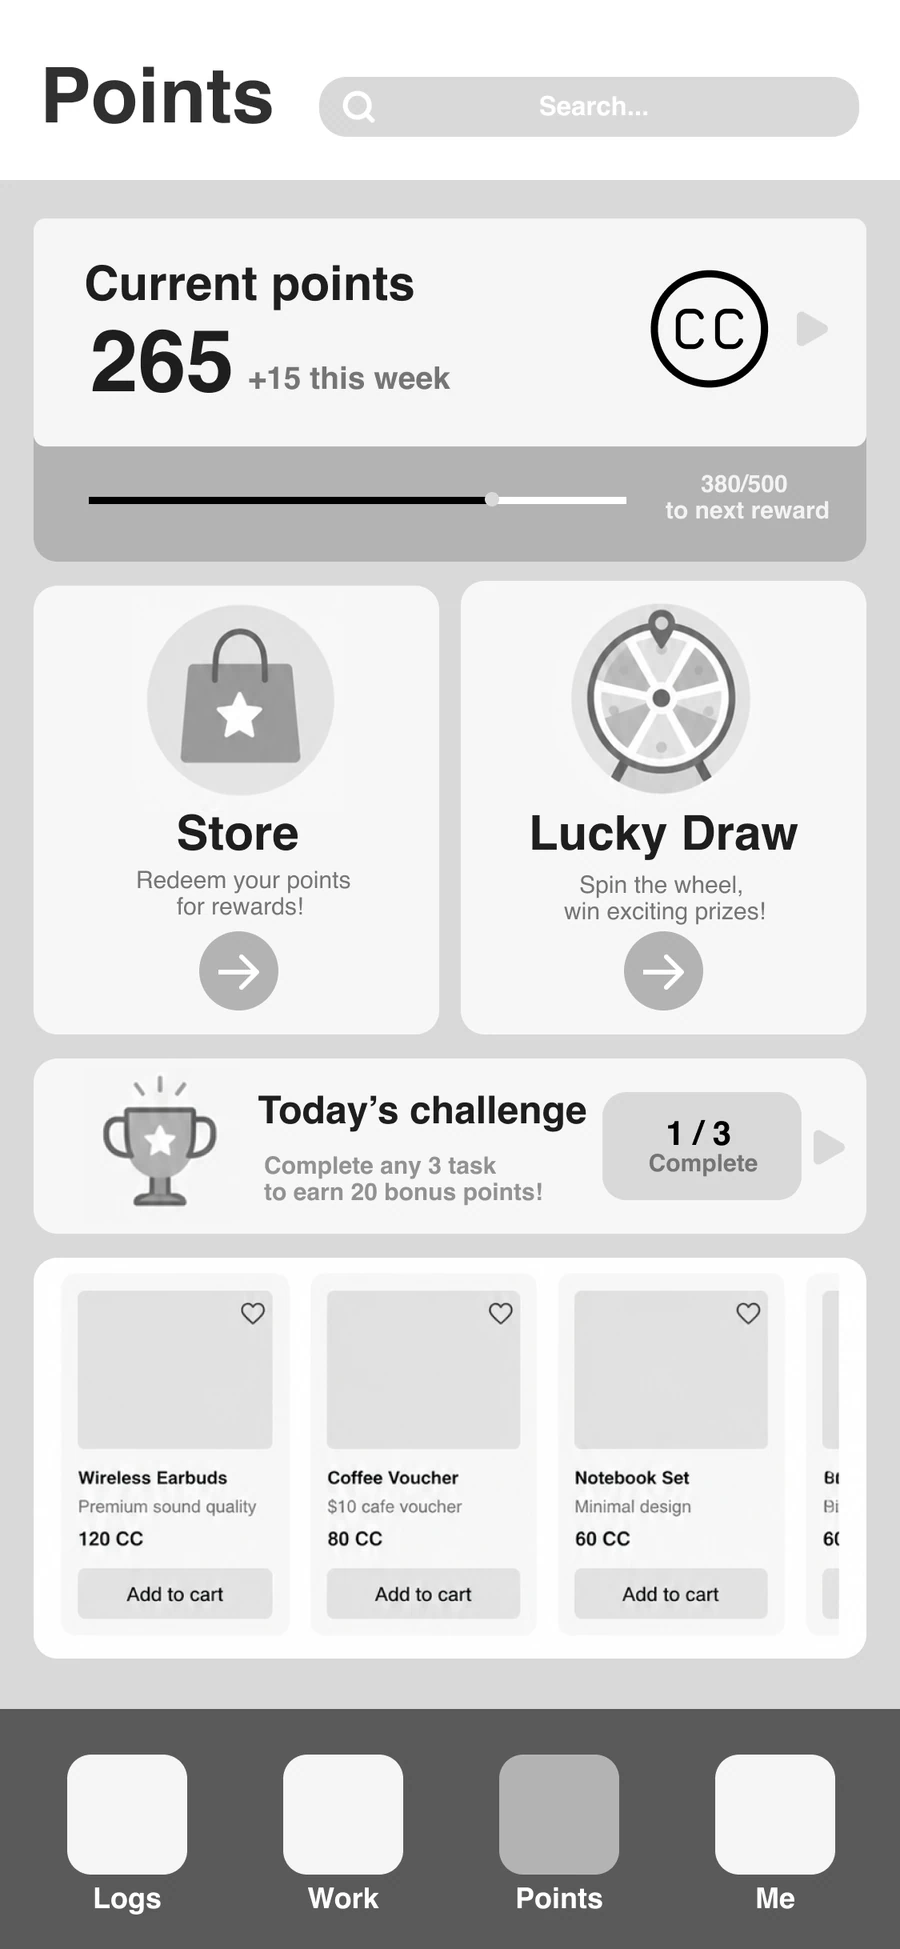 Points
Search...
Current points
CC
265 +15 this week
380/500
to next reward
Store
Redeem your points
for rewards!
Lucky Draw
Spin the wheel,
win exciting prizes!
Today’s challenge
Complete any 3 task
to earn 20 bonus points!
1 / 3
Complete
Wireless Earbuds
Premium sound quality
120 CC
Add to cart
Coffee Voucher
$10 cafe voucher
80 CC
Add to cart
Notebook Set
Minimal design
60 CC
Add to cart
Logs
Work
Points
Me